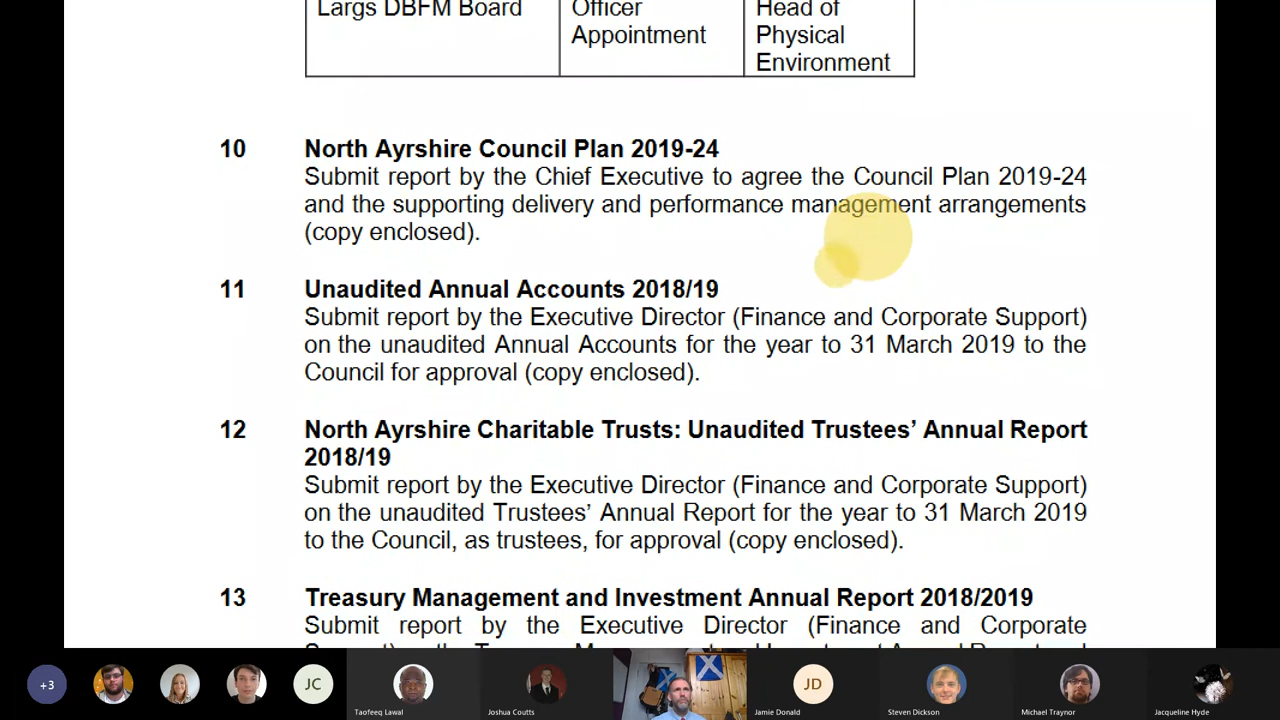 Largs DBFM Board
Officer
Appointment
Head of
Physical
Environment
10 North Ayrshire Council Plan 2019-24
Submit report by the Chief Executive to agree the Council Plan 2019-24
and the supporting delivery and performance management arrangements
(copy enclosed).
11 Unaudited Annual Accounts 2018/19
Submit report by the Executive Director (Finance and Corporate Support)
on the unaudited Annual Accounts for the year to 31 March 2019 to the
Council for approval (copy enclosed).
12 North Ayrshire Charitable Trusts: Unaudited Trustees’ Annual Report
2018/19
Submit report by the Executive Director (Finance and Corporate Support)
on the unaudited Trustees’ Annual Report for the year to 31 March 2019
to the Council, as trustees, for approval (copy enclosed).
13 Treasury Management and Investment Annual Report 2018/2019
Submit report by the Executive Director (Finance and Corporate
+3
JC
Taofeeq Lawal
Joshua Coutts
JD
Jamie Donald
Steven Dickson
Michael Traynor
Jacqueline Hyde